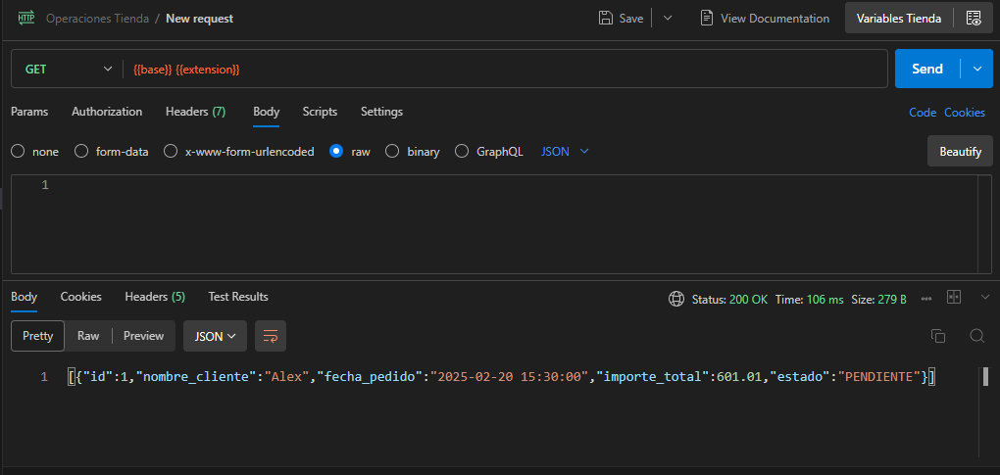 HTTP Operaciones Tienda / New request Save View Documentation Variables Tienda
GET {{base}} {{extension}} Send
Params Authorization Headers (7) Body Scripts Settings Code Cookies
none form-data x-www-form-urlencoded raw binary GraphQL JSON Beautify
1
Body Cookies Headers (5) Test Results Status: 200 OK Time: 106 ms Size: 279 B
Pretty Raw Preview JSON
1 [{"id":1,"nombre_cliente":"Alex","fecha_pedido":"2025-02-20 15:30:00","importe_total":601.01,"estado":"PENDIENTE"}]